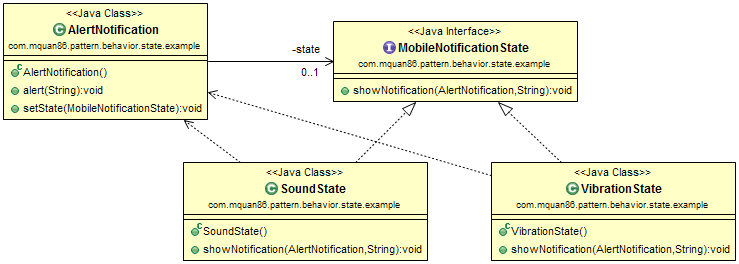 <<Java Class>>
AlertNotification
com.mquan86.pattern.behavior.state.example
AlertNotification()
alert(String):void
setState(MobileNotificationState):void
-state
0..1
<<Java Interface>>
MobileNotificationState
com.mquan86.pattern.behavior.state.example
showNotification(AlertNotification,String):void
<<Java Class>>
SoundState
com.mquan86.pattern.behavior.state.example
SoundState()
showNotification(AlertNotification,String):void
<<Java Class>>
VibrationState
com.mquan86.pattern.behavior.state.example
VibrationState()
showNotification(AlertNotification,String):void